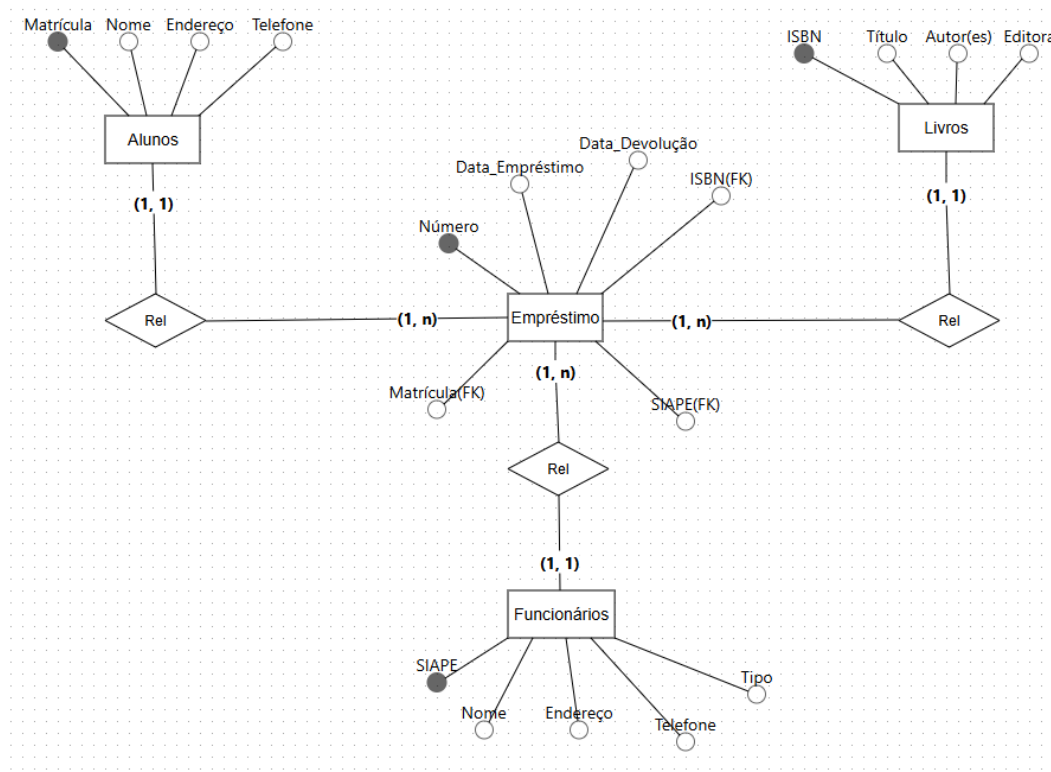 Matrícula Nome Endereço Telefone
ISBN Título Autor(es) Editora
Alunos
Livros
Data_Devolução
Data_Empréstimo
ISBN(FK)
(1, 1)
(1, 1)
Número
Rel
(1, n)
Empréstimo
(1, n)
Rel
(1, n)
Matrícula(FK)
SIAPE(FK)
Rel
(1, 1)
Funcionários
SIAPE
Tipo
Nome
Endereço
Telefone